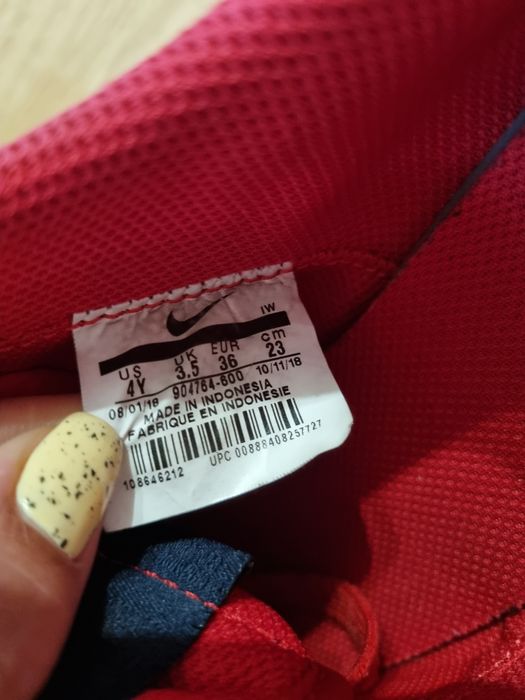 IW
US UK EUR cm
4Y 3.5 36 23
08/01/18 904764-600 10/11/18
MADE IN INDONESIA
FABRIQUE EN INDONESIE
108646212 UPC 00888408257727